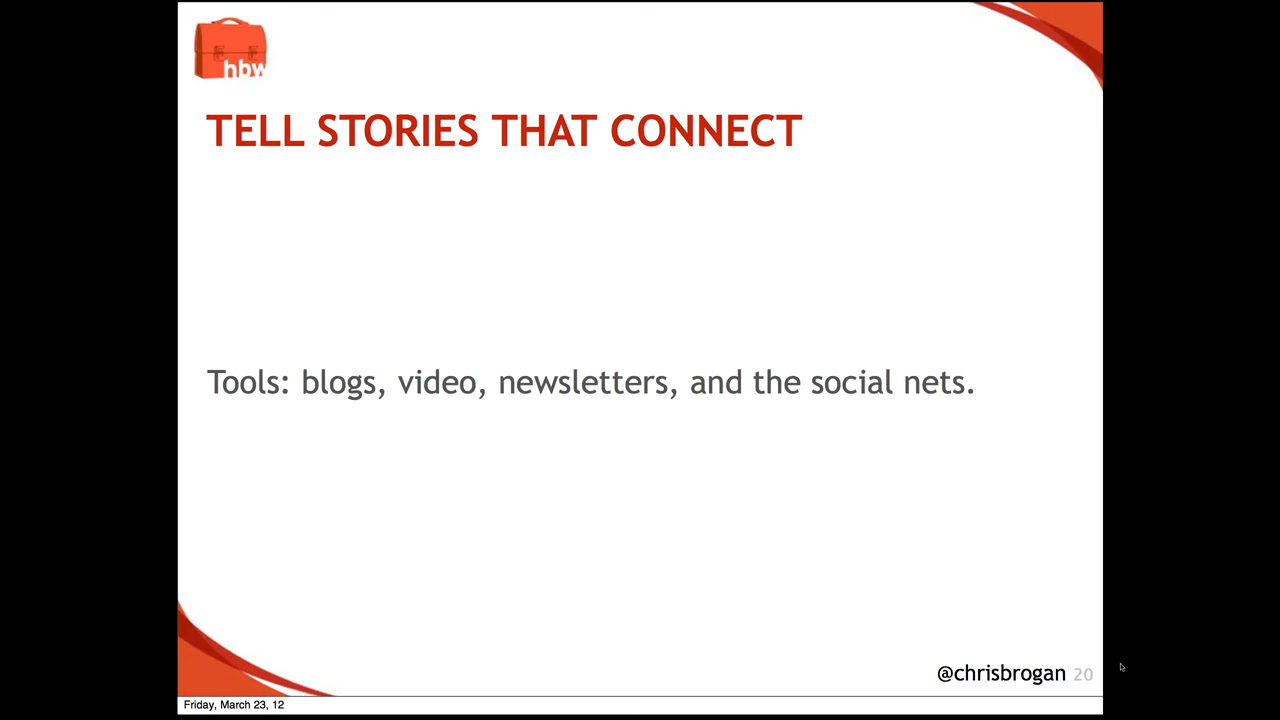 hbw
TELL STORIES THAT CONNECT
Tools: blogs, video, newsletters, and the social nets.
@chrisbrogan 20
Friday, March 23, 12